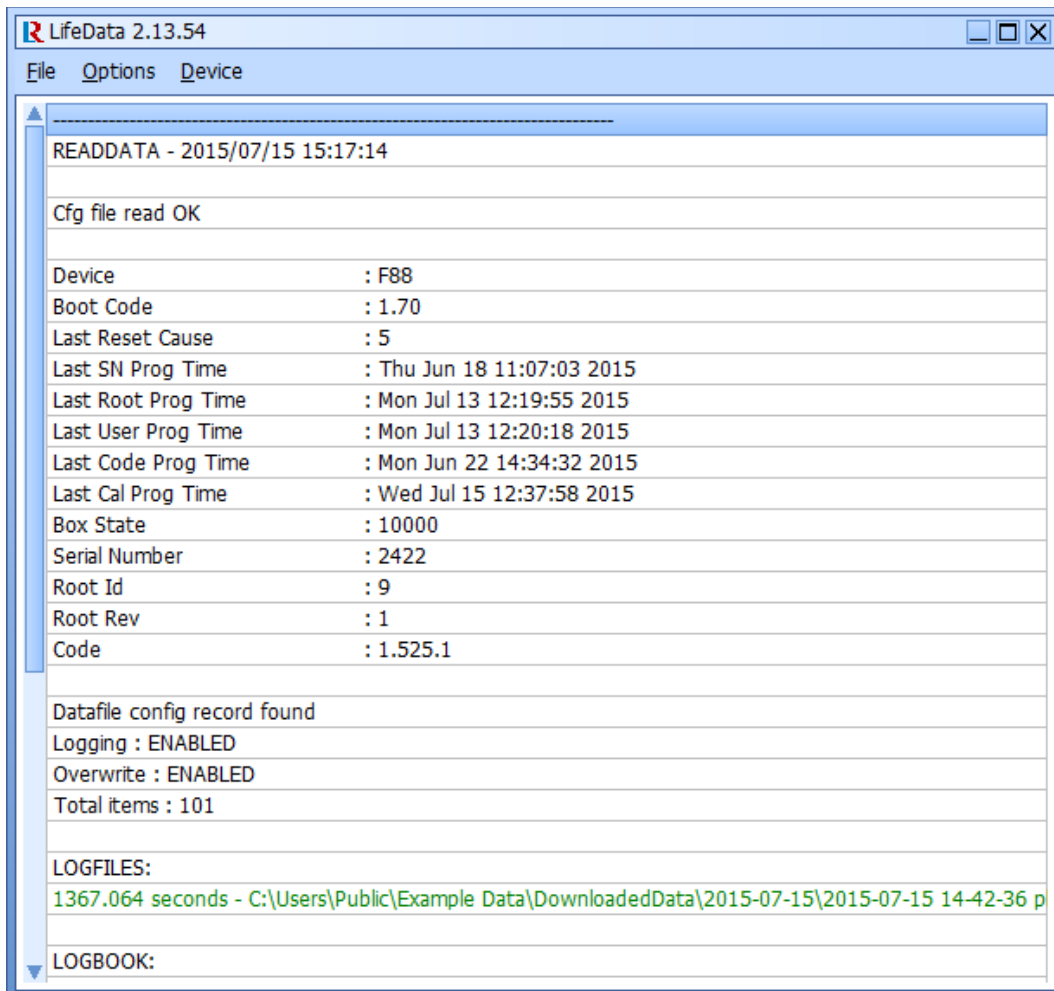 LifeData 2.13.54
File Options Device
--------------------------------------------------------------------------------
READDATA - 2015/07/15 15:17:14
Cfg file read OK
Device : F88
Boot Code : 1.70
Last Reset Cause : 5
Last SN Prog Time : Thu Jun 18 11:07:03 2015
Last Root Prog Time : Mon Jul 13 12:19:55 2015
Last User Prog Time : Mon Jul 13 12:20:18 2015
Last Code Prog Time : Mon Jun 22 14:34:32 2015
Last Cal Prog Time : Wed Jul 15 12:37:58 2015
Box State : 10000
Serial Number : 2422
Root Id : 9
Root Rev : 1
Code : 1.525.1
Datafile config record found
Logging : ENABLED
Overwrite : ENABLED
Total items : 101
LOGFILES:
1367.064 seconds - C:\Users\Public\Example Data\DownloadedData\2015-07-15\2015-07-15 14-42-36 p
LOGBOOK: